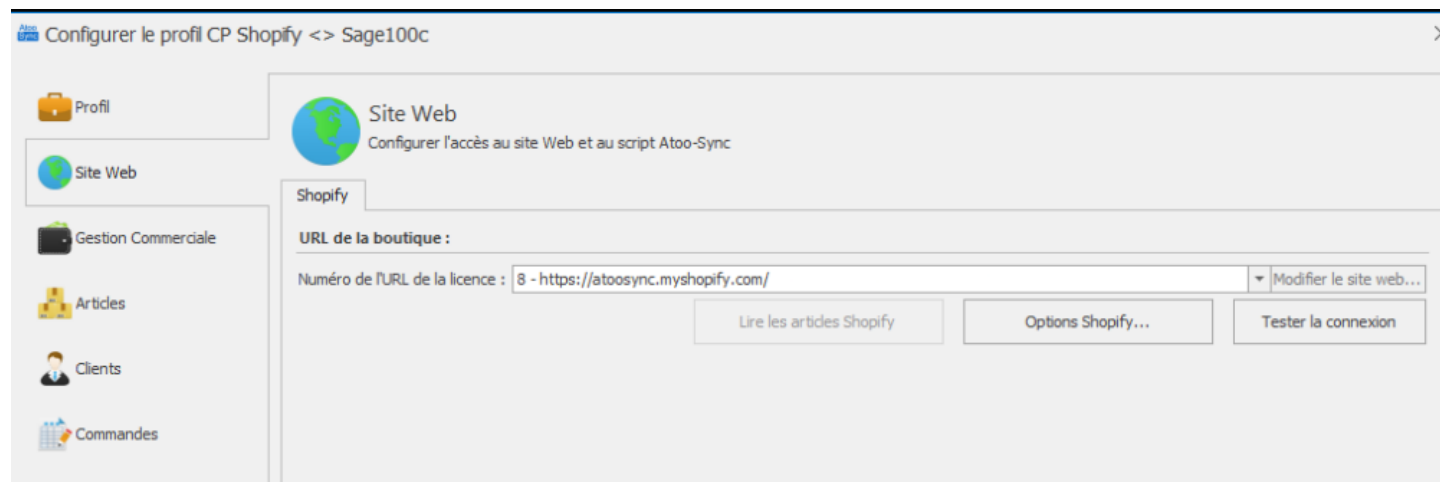 Atoo Sync Configurer le profil CP Shopify <> Sage100c
Profil
Site Web
Gestion Commerciale
Articles
Clients
Commandes
Site Web
Configurer l'accès au site Web et au script Atoo-Sync
Shopify
URL de la boutique :
Numéro de l'URL de la licence : 8 - https://atoosync.myshopify.com/ Modifier le site web...
Lire les articles Shopify Options Shopify... Tester la connexion